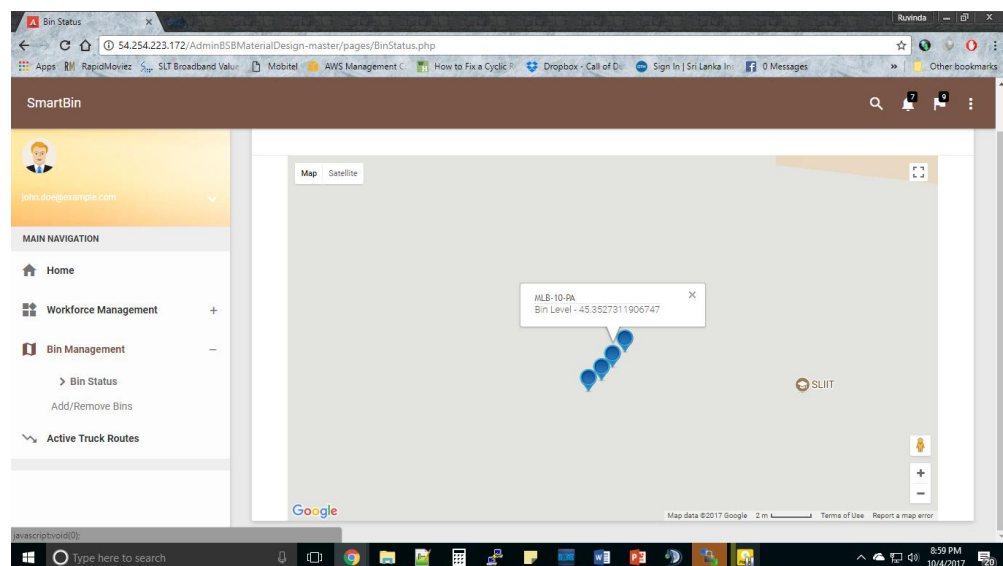 Bin Status
Ruvinda
54.254.223.172/AdminBSBMaterialDesign-master/pages/BinStatus.php
Apps RapidMoviez SLT Broadband Value Mobitel AWS Management C How to Fix a Cyclic R Dropbox - Call of Du Sign In | Sri Lanka In 0 Messages » Other bookmarks
SmartBin
7
9
john.doe@example.com
MAIN NAVIGATION
Home
Workforce Management +
Bin Management –
> Bin Status
Add/Remove Bins
Active Truck Routes
Map Satellite
MLB-10-PA
Bin Level - 45.3527311906747
SLIIT
+
–
Google
Map data ©2017 Google 2 m Terms of Use Report a map error
javascript:void(0);
Type here to search
8:59 PM
10/4/2017
20